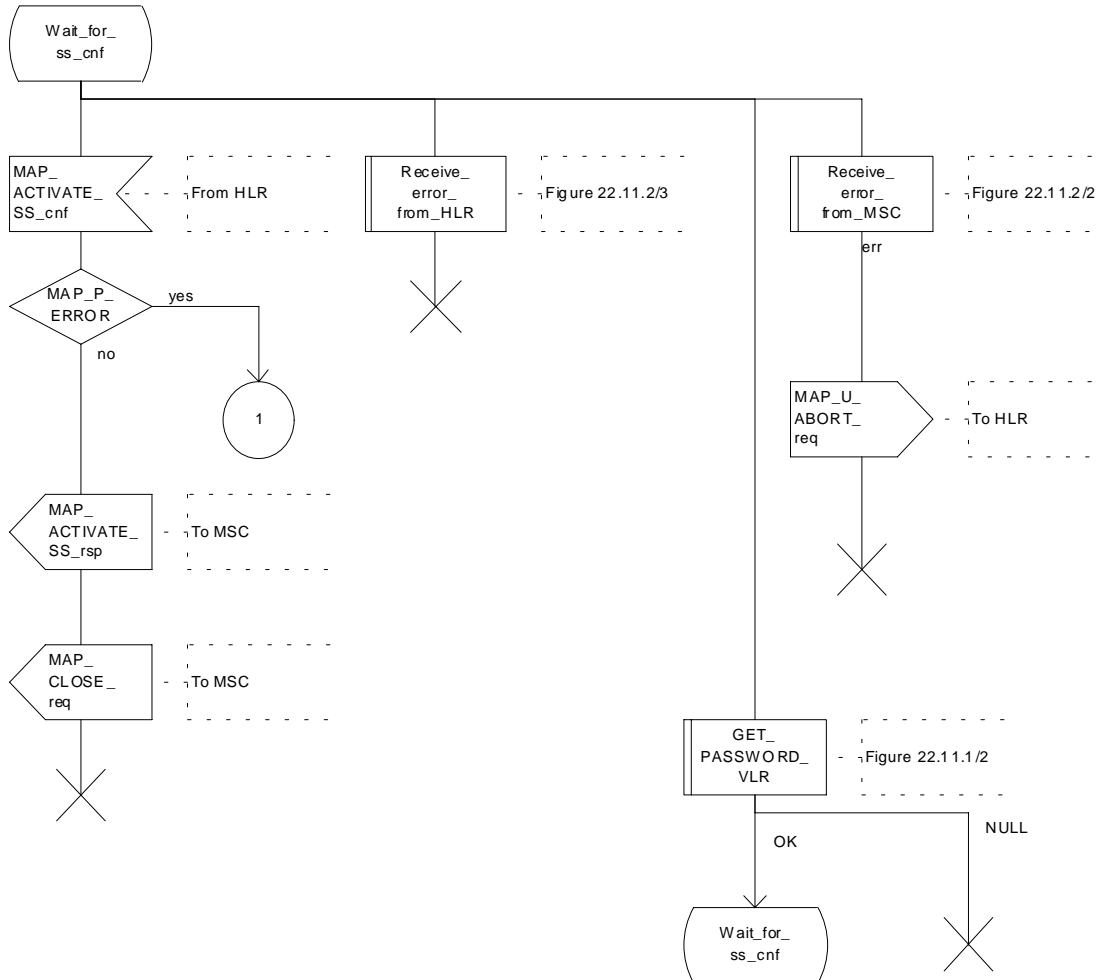 Wait_for_
ss_cnf
MAP_
ACTIVATE_
SS_cnf
From HLR
Receive_
error_
from_HLR
Figure 22.11.2/3
Receive_
error_
from_MSC
Figure 22.11.2/2
err
MAP_P_
ERROR
yes
no
1
MAP_U_
ABORT_
req
To HLR
MAP_
ACTIVATE_
SS_rsp
To MSC
MAP_
CLOSE_
req
To MSC
GET_
PASSWORD_
VLR
Figure 22.11.1/2
OK
NULL
Wait_for_
ss_cnf